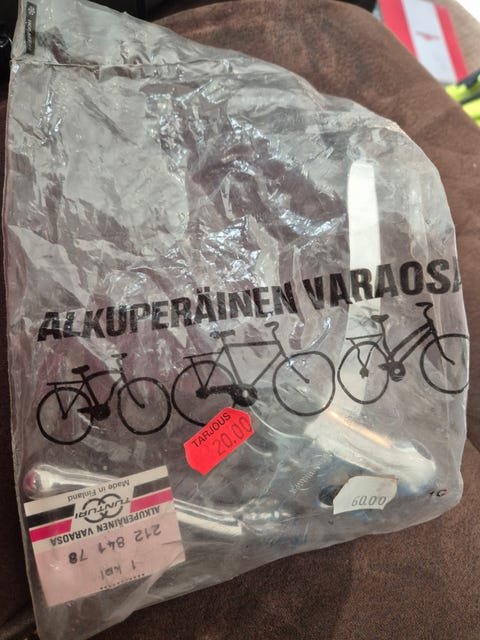 ALKUPERÄINEN VARAOSA
TARJOUS
20.00
60.00
Made in Finland
TUNTURI
ALKUPERÄINEN VARAOSA
212 841 78
1 kpl